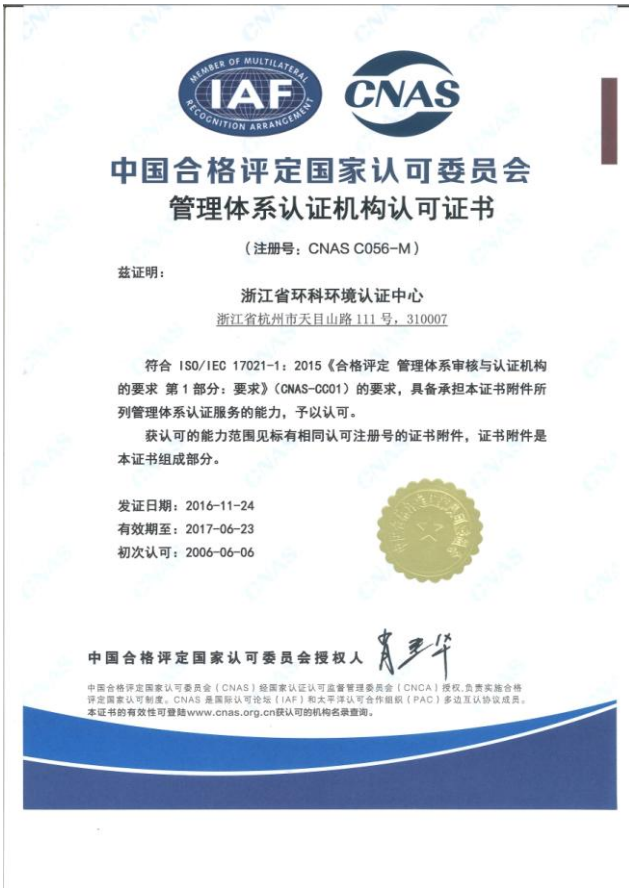 MEMBER OF MULTILATERAL
IAF
RECOGNITION ARRANGEMENT
CNAS
中国合格评定国家认可委员会
管理体系认证机构认可证书
（注册号：CNAS C056-M）
兹证明：
浙江省环科环境认证中心
浙江省杭州市天目山路 111 号，310007
符合 ISO/IEC 17021-1：2015《合格评定 管理体系审核与认证机构
的要求 第1部分：要求》（CNAS-CC01）的要求，具备承担本证书附件所
列管理体系认证服务的能力，予以认可。
获认可的能力范围见标有相同认可注册号的证书附件，证书附件是
本证书组成部分。
发证日期：2016-11-24
有效期至：2017-06-23
初次认可：2006-06-06
中国合格评定国家认可委员会授权人
中国合格评定国家认可委员会（CNAS）经国家认证认可监督管理委员会（CNCA）授权,负责实施合格
评定国家认可制度。CNAS 是国际认可论坛（IAF）和太平洋认可合作组织（PAC）多边互认协议成员。
本证书的有效性可登陆www.cnas.org.cn获认可的机构名录查询。